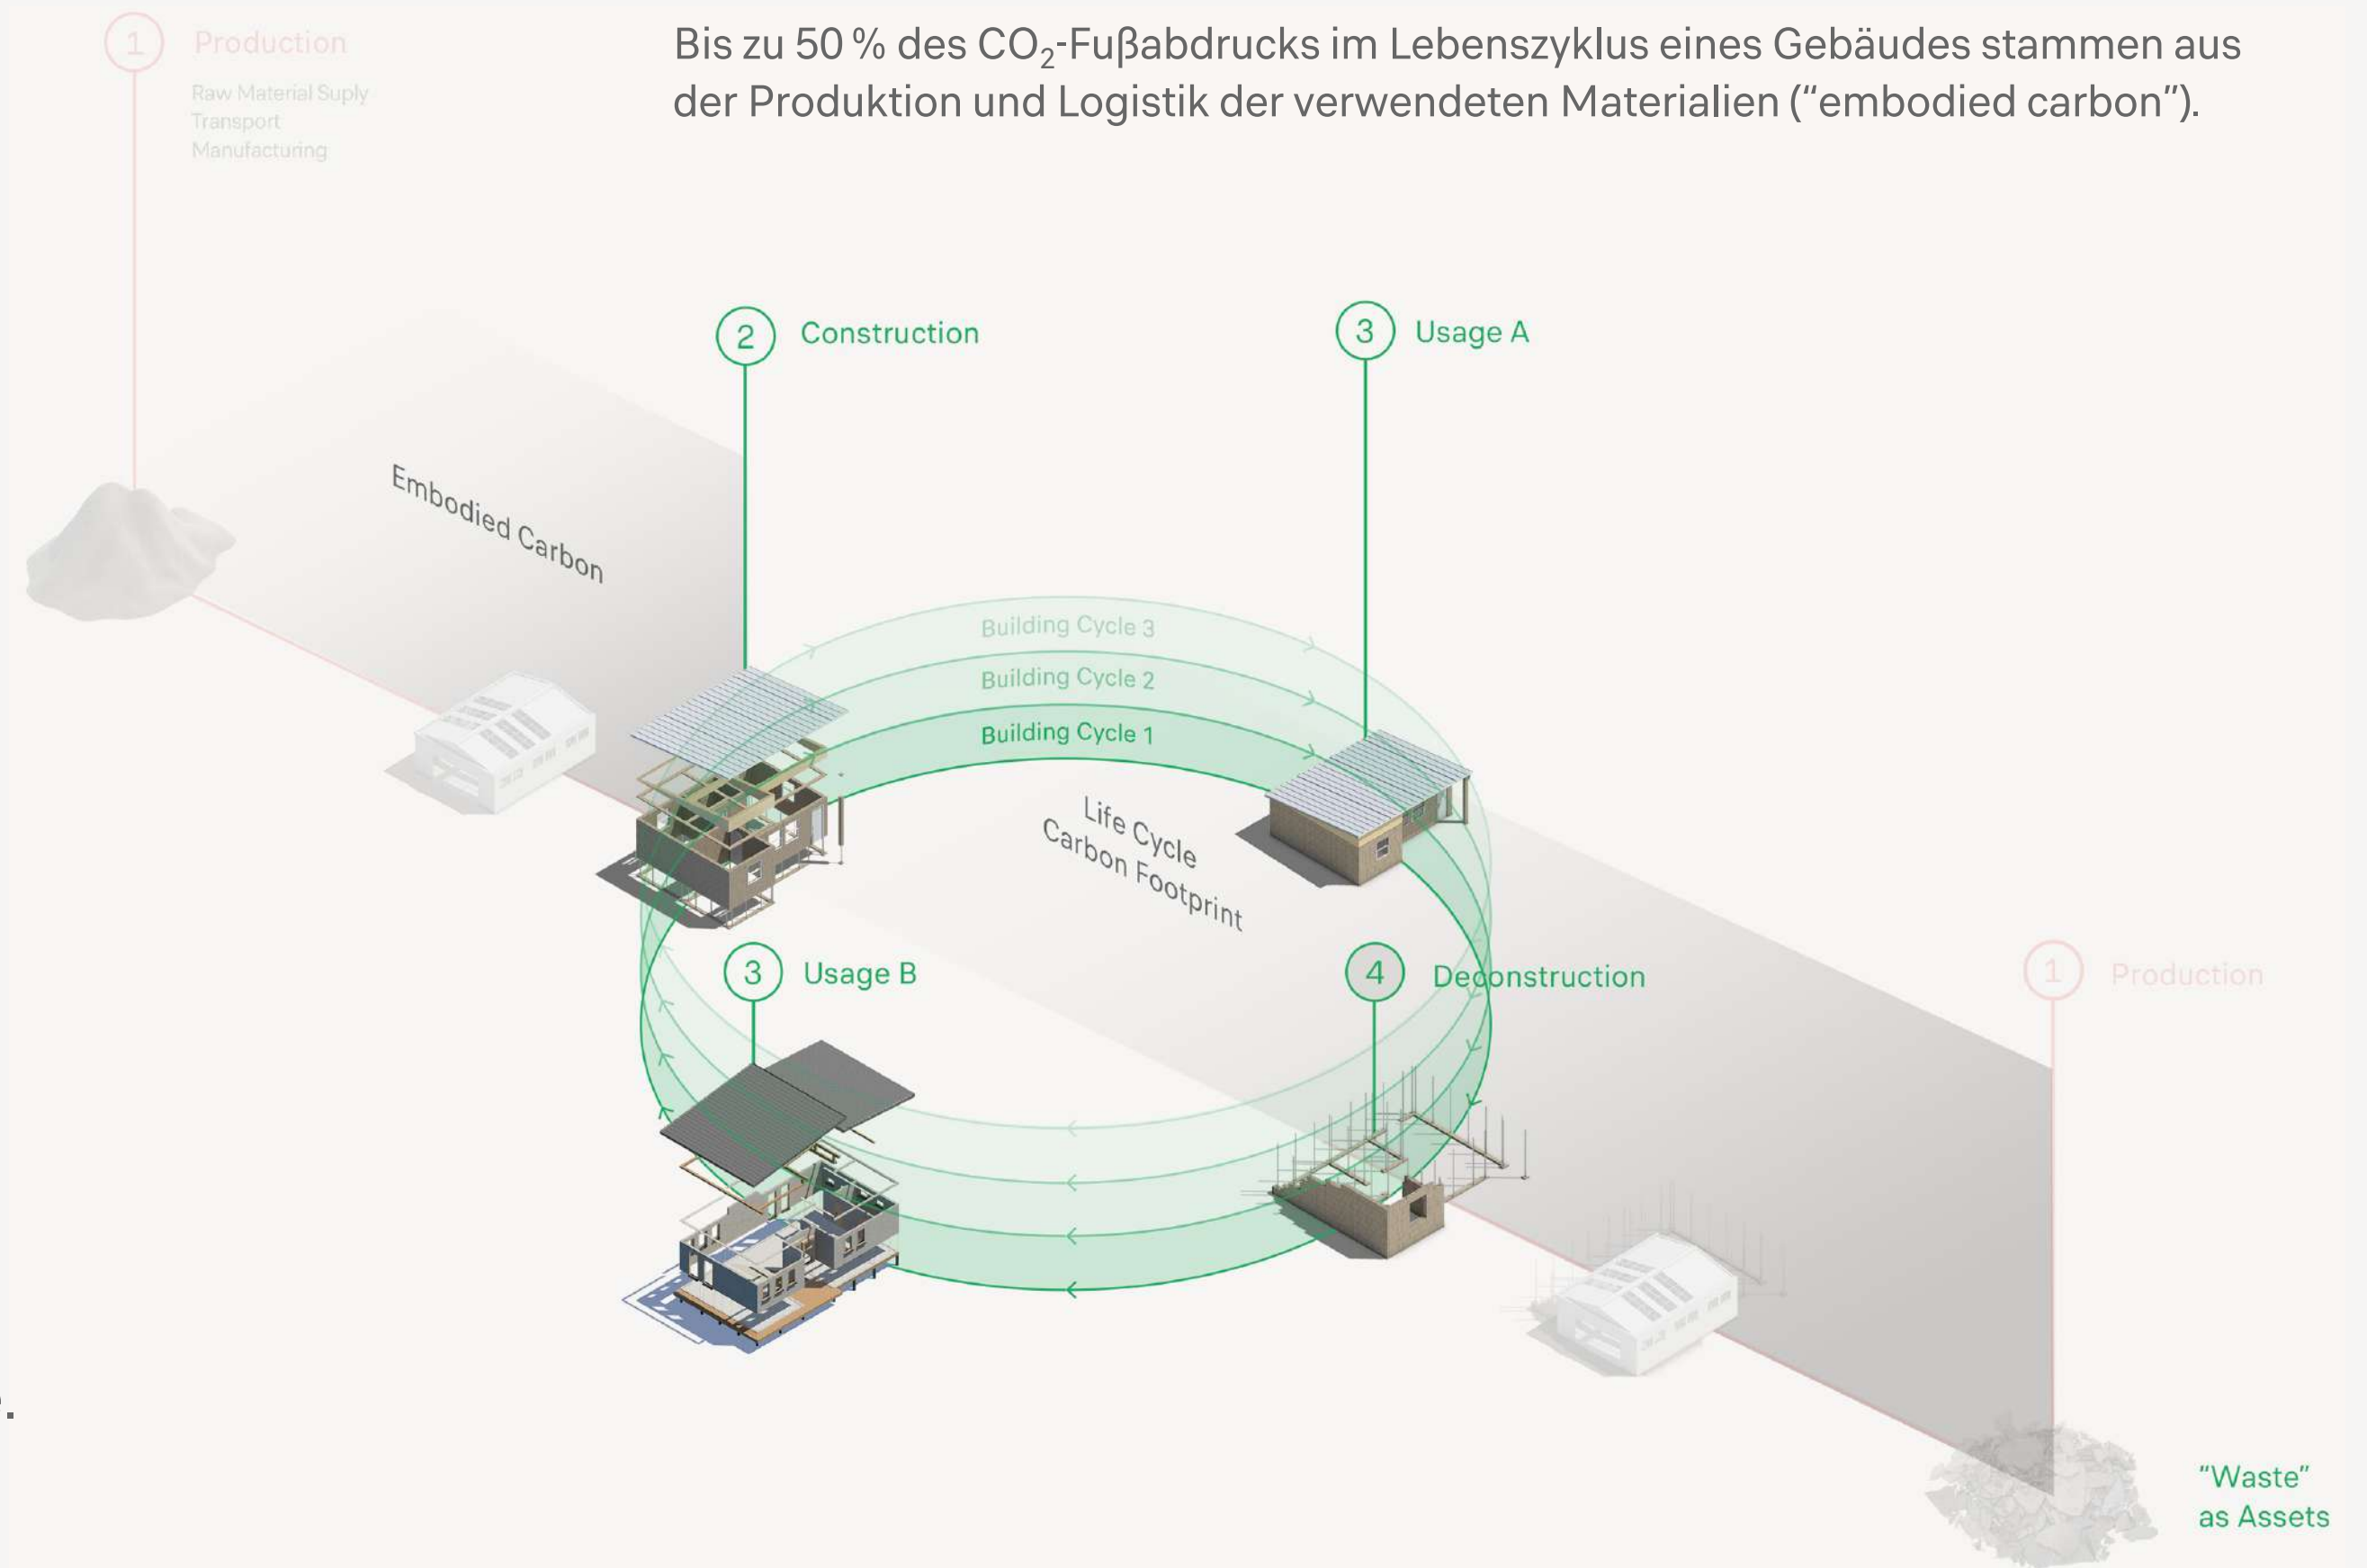 1 Production
Raw Material Suply
Transport
Manufacturing
Bis zu 50 % des CO₂-Fußabdrucks im Lebenszyklus eines Gebäudes stammen aus
der Produktion und Logistik der verwendeten Materialien (“embodied carbon”).
2 Construction
3 Usage A
Embodied Carbon
Building Cycle 3
Building Cycle 2
Building Cycle 1
Life Cycle
Carbon Footprint
3 Usage B
4 Deconstruction
1 Production
“Waste”
as Assets